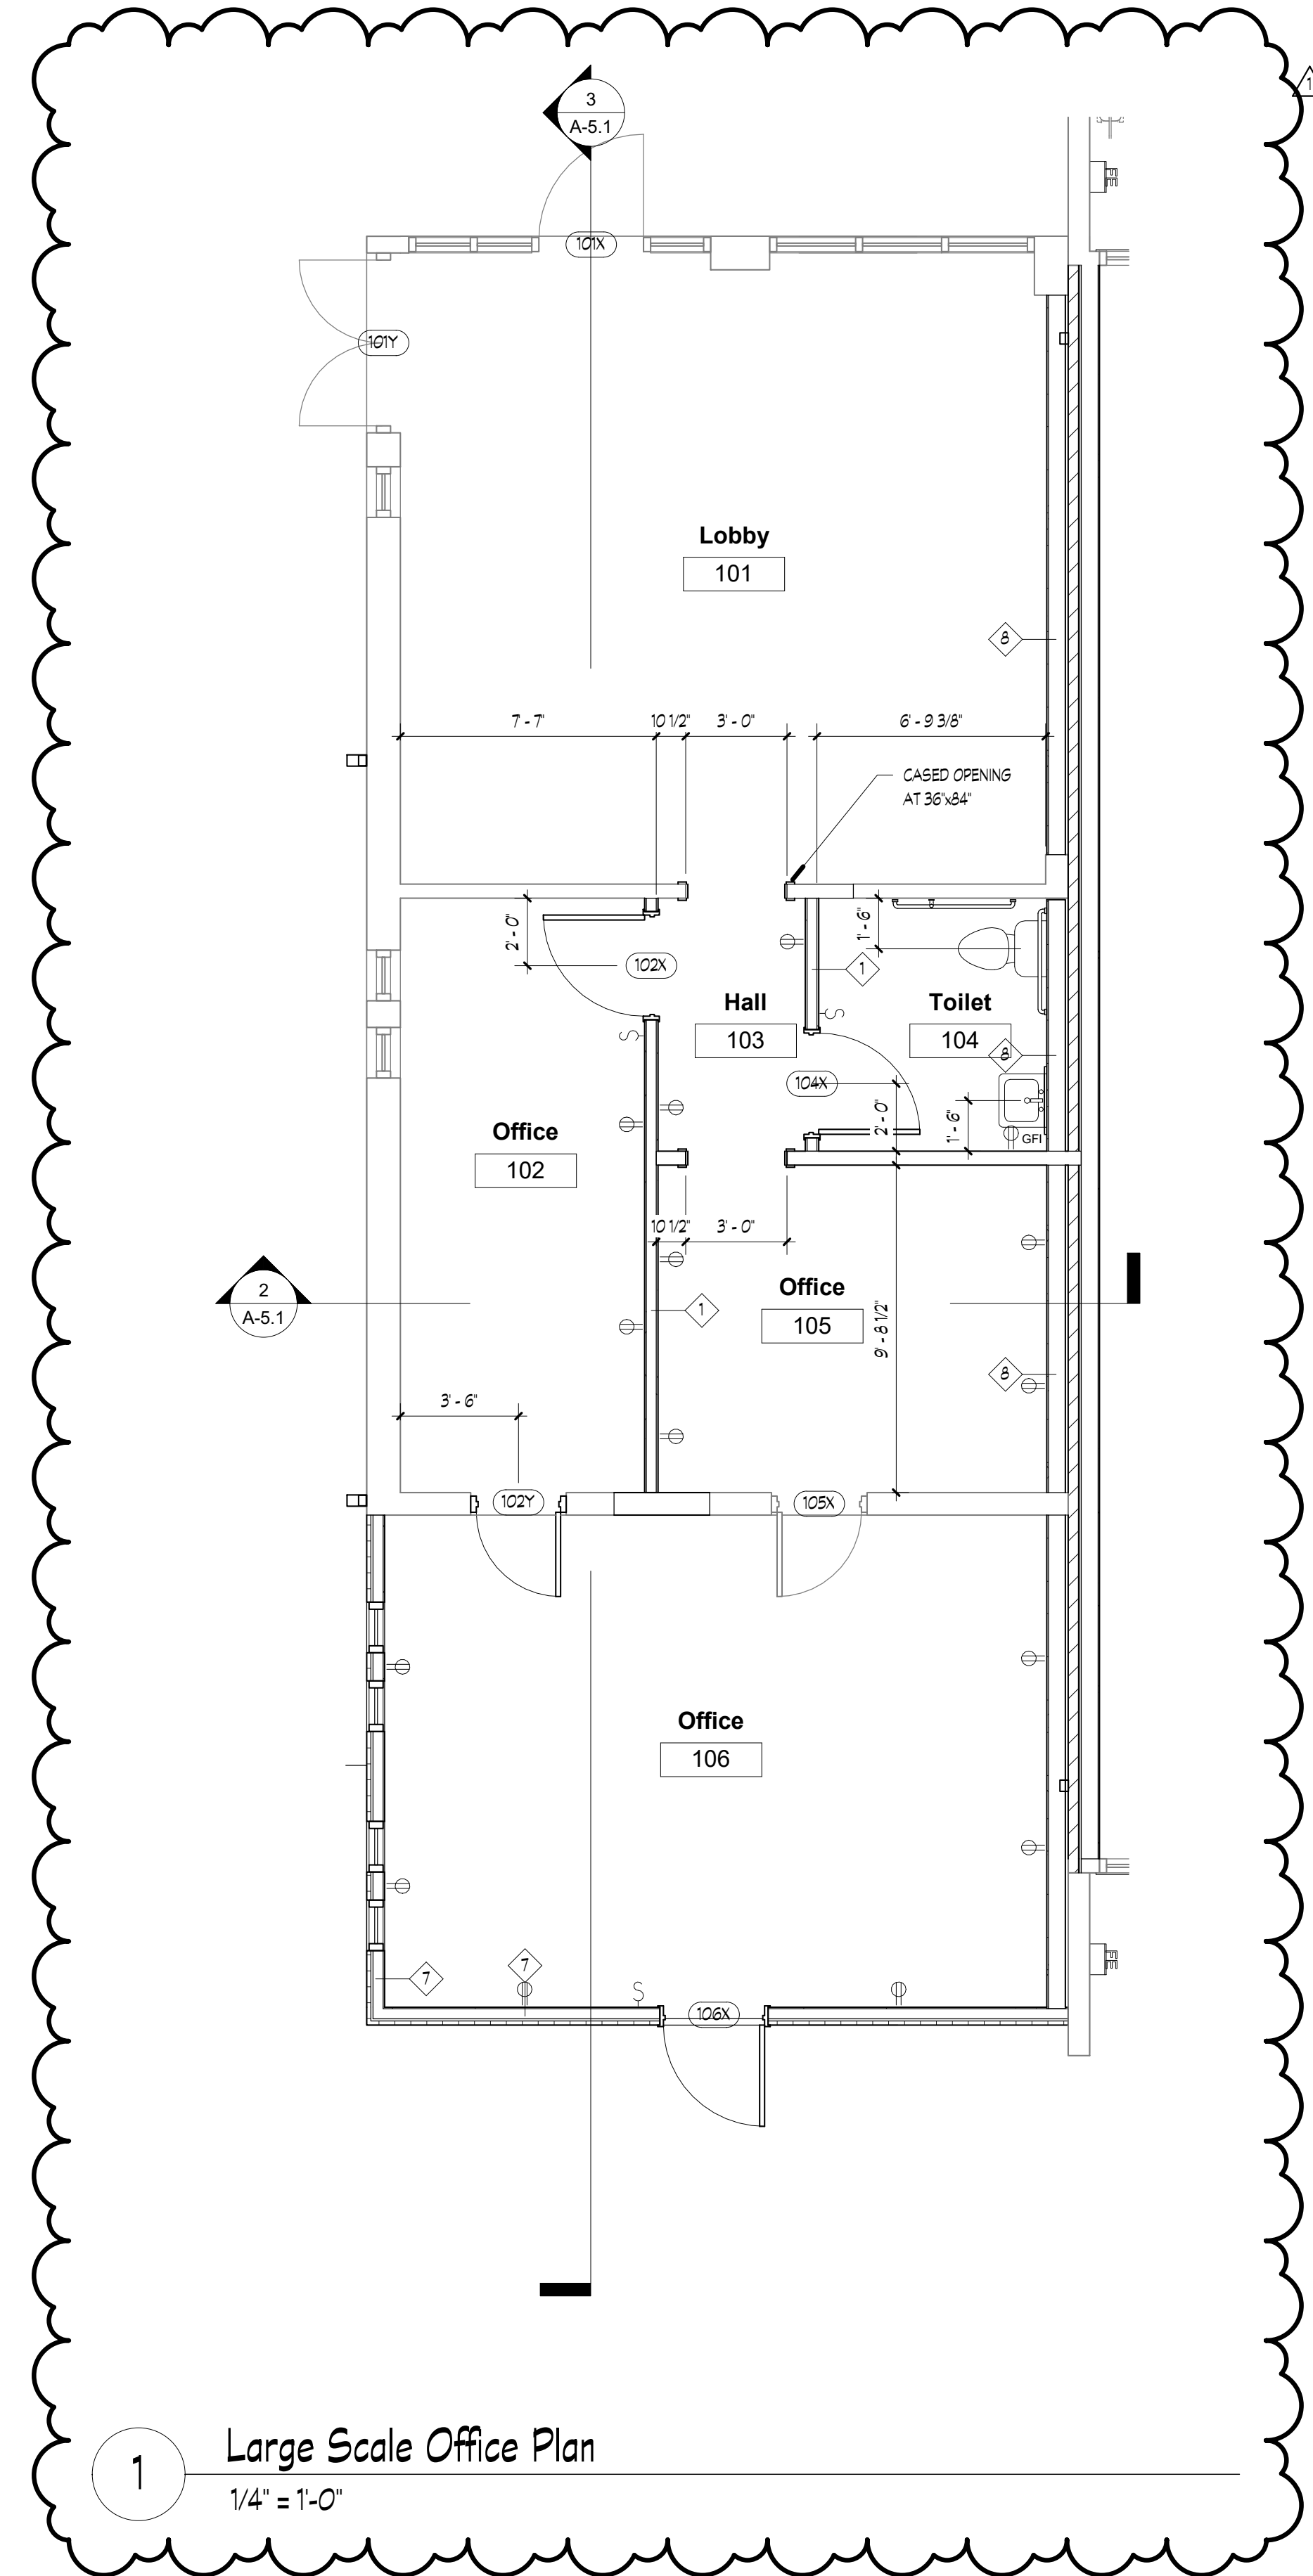 1
3
A-5.1
101X
101Y
Lobby
101
8
7' - 7"
10 1/2"
3' - 0"
6' - 9 3/8"
CASED OPENING
AT 36"x84"
2' - 0"
1' - 6"
102X
1
Hall
103
Toilet
104
8
104X
2' - 0"
1' - 6"
GFI
S
S
Office
102
10 1/2"
3' - 0"
Office
105
1
9' - 8 1/2"
2
A-5.1
8
3' - 6"
102Y
105X
Office
106
7
7
S
106X
FE
FE
1
Large Scale Office Plan
1/4" = 1'-0"